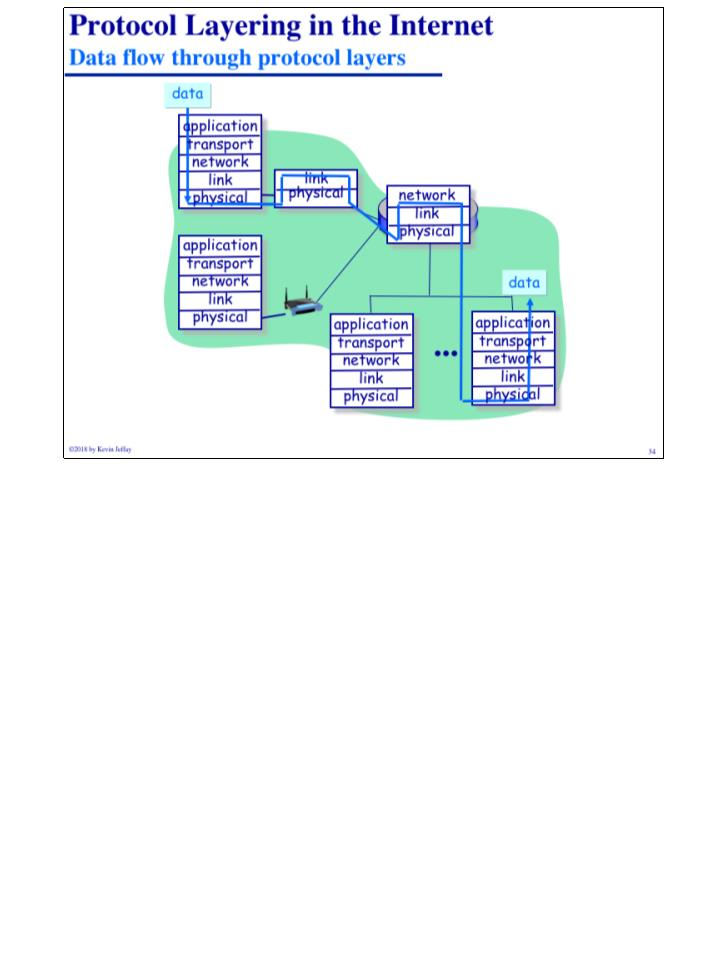 Protocol Layering in the Internet
Data flow through protocol layers
data
application
transport
network
link
physical
link
physical
network
link
physical
application
transport
network
link
physical
data
application
transport
network
link
physical
•••
application
transport
network
link
physical
©2018 by Kevin Jeffay
34